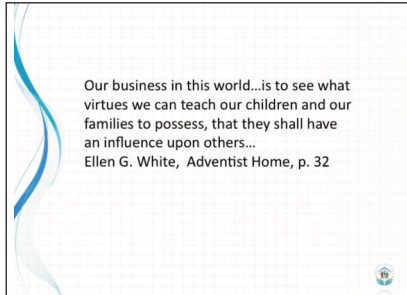 Our business in this world...is to see what
virtues we can teach our children and our
families to possess, that they shall have
an influence upon others...
Ellen G. White,  Adventist Home, p. 32